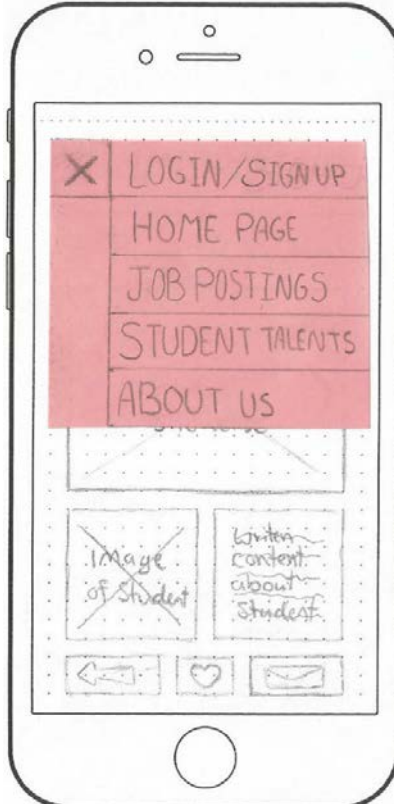 X
LOGIN/SIGNUP
HOME PAGE
JOB POSTINGS
STUDENT TALENTS
ABOUT US
Image
of Student
Written
content
about
Student